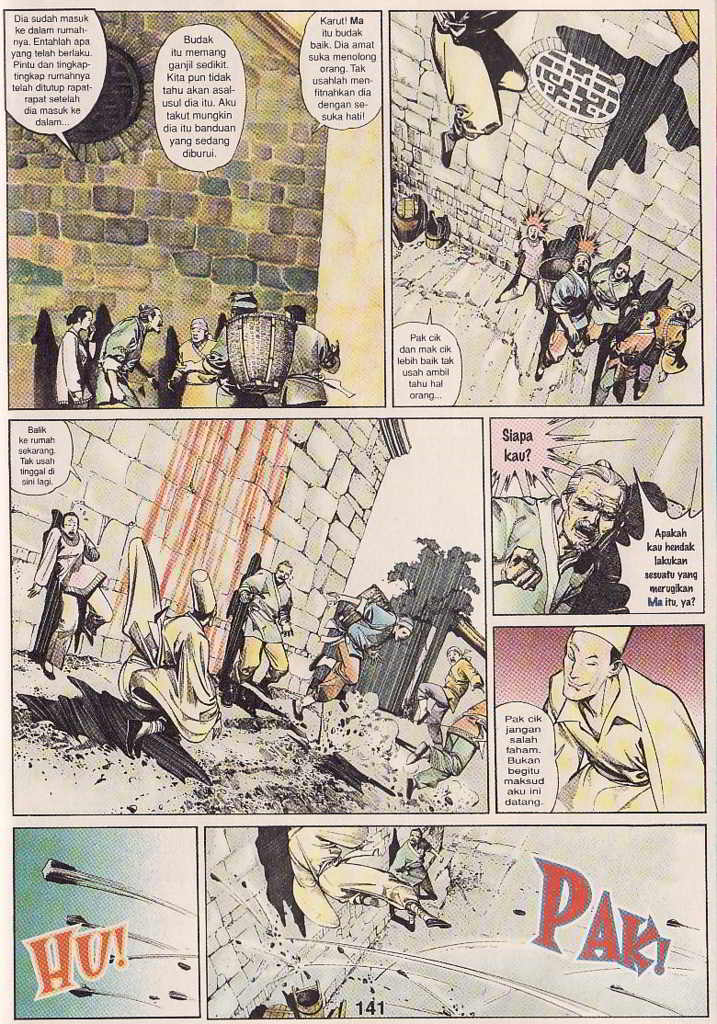 Dia sudah masuk
ke dalam rumah-
nya. Entahlah apa
yang telah berlaku.
Pintu dan tingkap-
tingkap rumahnya
telah ditutup rapat-
rapat setelah
dia masuk ke
dalam...
Budak
itu memang
ganjil sedikit.
Kita pun tidak
tahu akan asal-
usul dia itu. Aku
takut mungkin
dia itu banduan
yang sedang
diburui.
Karut! Ma
itu budak
baik. Dia amat
suka menolong
orang. Tak
usahlah men-
fitnahkan dia
dengan se-
suka hati!
Pak cik
dan mak cik
lebih baik tak
usah ambil
tahu hal
orang...
Balik
ke rumah
sekarang.
Tak usah
tinggal di
sini lagi.
Siapa
kau?
Apakah
kau hendak
lakukan
sesuatu yang
merugikan
Ma itu, ya?
Pak cik
jangan
salah
faham.
Bukan
begitu
maksud
aku ini
datang.
HU!
PAK!
141